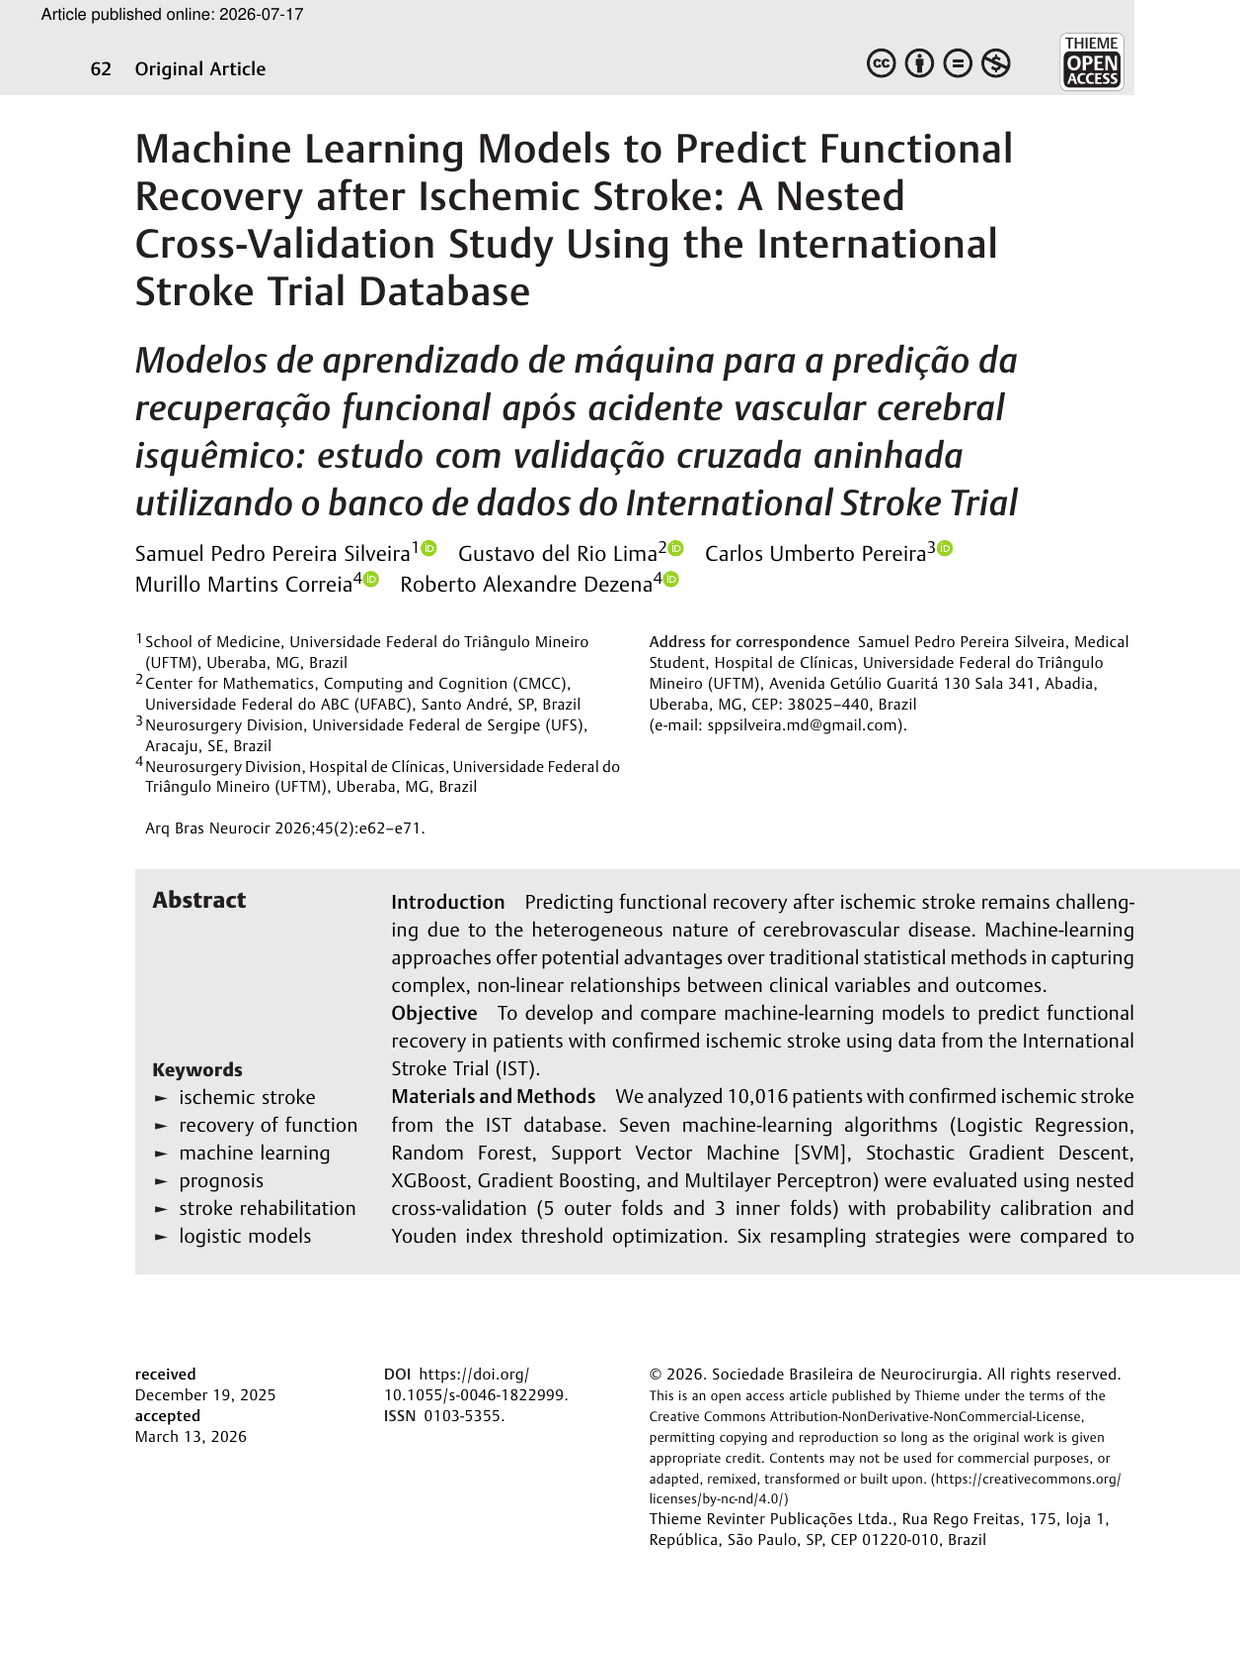 Article published online: 2026-07-17
62 Original Article
THIEME
OPEN
ACCESS
Machine Learning Models to Predict Functional
Recovery after Ischemic Stroke: A Nested
Cross-Validation Study Using the International
Stroke Trial Database
Modelos de aprendizado de máquina para a predição da
recuperação funcional após acidente vascular cerebral
isquêmico: estudo com validação cruzada aninhada
utilizando o banco de dados do International Stroke Trial
Samuel Pedro Pereira Silveira1 Gustavo del Rio Lima2 Carlos Umberto Pereira3
Murillo Martins Correia4 Roberto Alexandre Dezena4
1 School of Medicine, Universidade Federal do Triângulo Mineiro
(UFTM), Uberaba, MG, Brazil
2 Center for Mathematics, Computing and Cognition (CMCC),
Universidade Federal do ABC (UFABC), Santo André, SP, Brazil
3 Neurosurgery Division, Universidade Federal de Sergipe (UFS),
Aracaju, SE, Brazil
4 Neurosurgery Division, Hospital de Clínicas, Universidade Federal do
Triângulo Mineiro (UFTM), Uberaba, MG, Brazil
Arq Bras Neurocir 2026;45(2):e62–e71.
Address for correspondence Samuel Pedro Pereira Silveira, Medical
Student, Hospital de Clínicas, Universidade Federal do Triângulo
Mineiro (UFTM), Avenida Getúlio Guaritá 130 Sala 341, Abadia,
Uberaba, MG, CEP: 38025–440, Brazil
(e-mail: sppsilveira.md@gmail.com).
Abstract
Keywords
► ischemic stroke
► recovery of function
► machine learning
► prognosis
► stroke rehabilitation
► logistic models
Introduction Predicting functional recovery after ischemic stroke remains challeng-
ing due to the heterogeneous nature of cerebrovascular disease. Machine-learning
approaches offer potential advantages over traditional statistical methods in capturing
complex, non-linear relationships between clinical variables and outcomes.
Objective To develop and compare machine-learning models to predict functional
recovery in patients with confirmed ischemic stroke using data from the International
Stroke Trial (IST).
Materials and Methods We analyzed 10,016 patients with confirmed ischemic stroke
from the IST database. Seven machine-learning algorithms (Logistic Regression,
Random Forest, Support Vector Machine [SVM], Stochastic Gradient Descent,
XGBoost, Gradient Boosting, and Multilayer Perceptron) were evaluated using nested
cross-validation (5 outer folds and 3 inner folds) with probability calibration and
Youden index threshold optimization. Six resampling strategies were compared to
received
December 19, 2025
accepted
March 13, 2026
DOI https://doi.org/
10.1055/s-0046-1822999.
ISSN 0103-5355.
© 2026. Sociedade Brasileira de Neurocirurgia. All rights reserved.
This is an open access article published by Thieme under the terms of the
Creative Commons Attribution-NonDerivative-NonCommercial-License,
permitting copying and reproduction so long as the original work is given
appropriate credit. Contents may not be used for commercial purposes, or
adapted, remixed, transformed or built upon. (https://creativecommons.org/
licenses/by-nc-nd/4.0/)
Thieme Revinter Publicações Ltda., Rua Rego Freitas, 175, loja 1,
República, São Paulo, SP, CEP 01220-010, Brazil